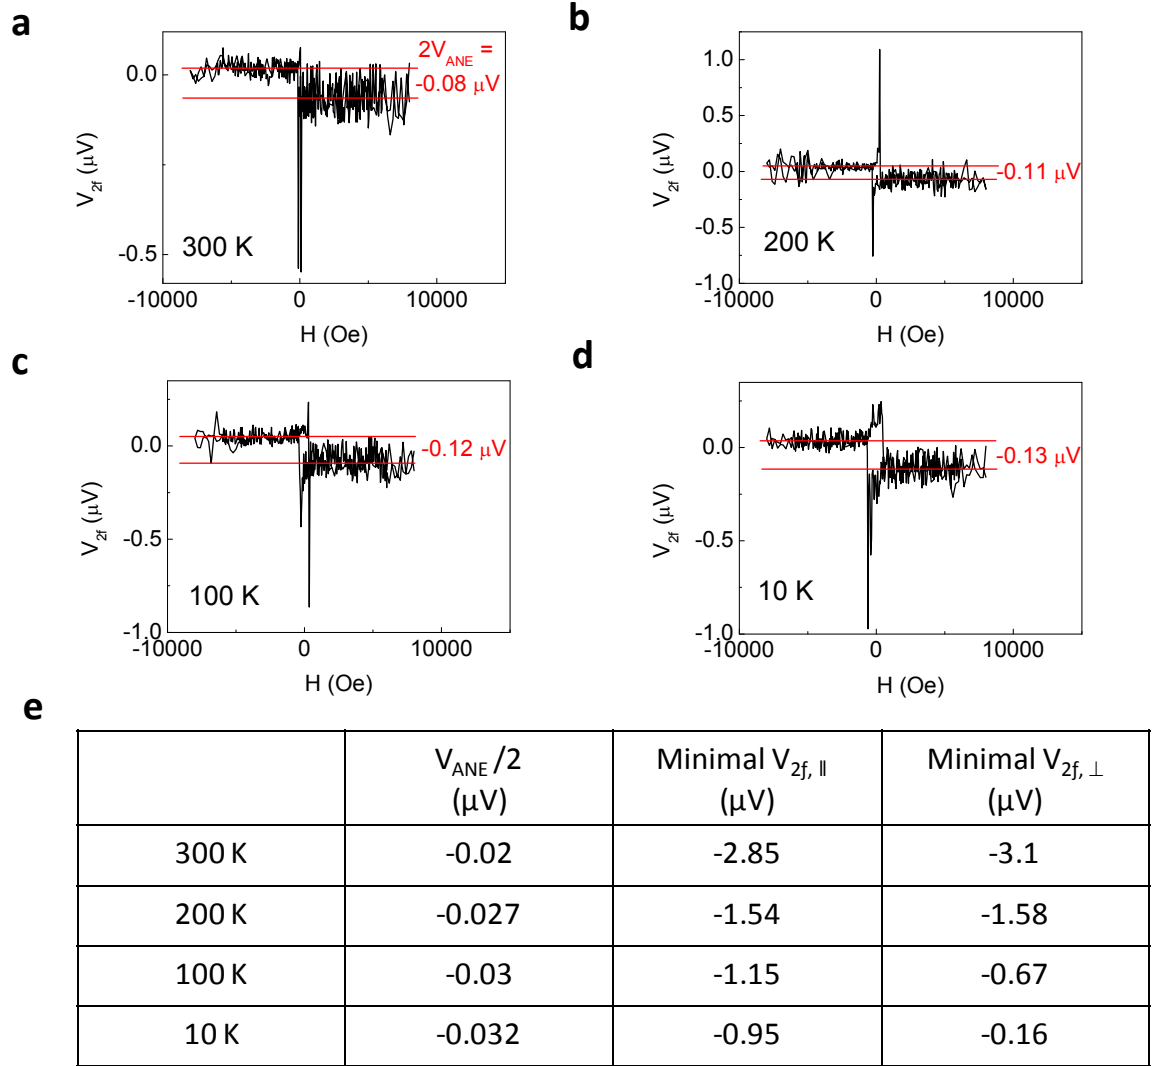 a
2V_ANE =
-0.08 μV
0.0
-0.5
V_2f (μV)
300 K
-10000 0 10000
H (Oe)
b
1.0
0.5
0.0
-0.5
-1.0
V_2f (μV)
-0.11 μV
200 K
-10000 0 10000
H (Oe)
c
0.0
-0.5
-1.0
V_2f (μV)
-0.12 μV
100 K
-10000 0 10000
H (Oe)
d
0.0
-0.5
-1.0
V_2f (μV)
-0.13 μV
10 K
-10000 0 10000
H (Oe)
e
V_ANE /2 Minimal V_2f, ∥ Minimal V_2f, ⊥
(μV) (μV) (μV)
300 K -0.02 -2.85 -3.1
200 K -0.027 -1.54 -1.58
100 K -0.03 -1.15 -0.67
10 K -0.032 -0.95 -0.16